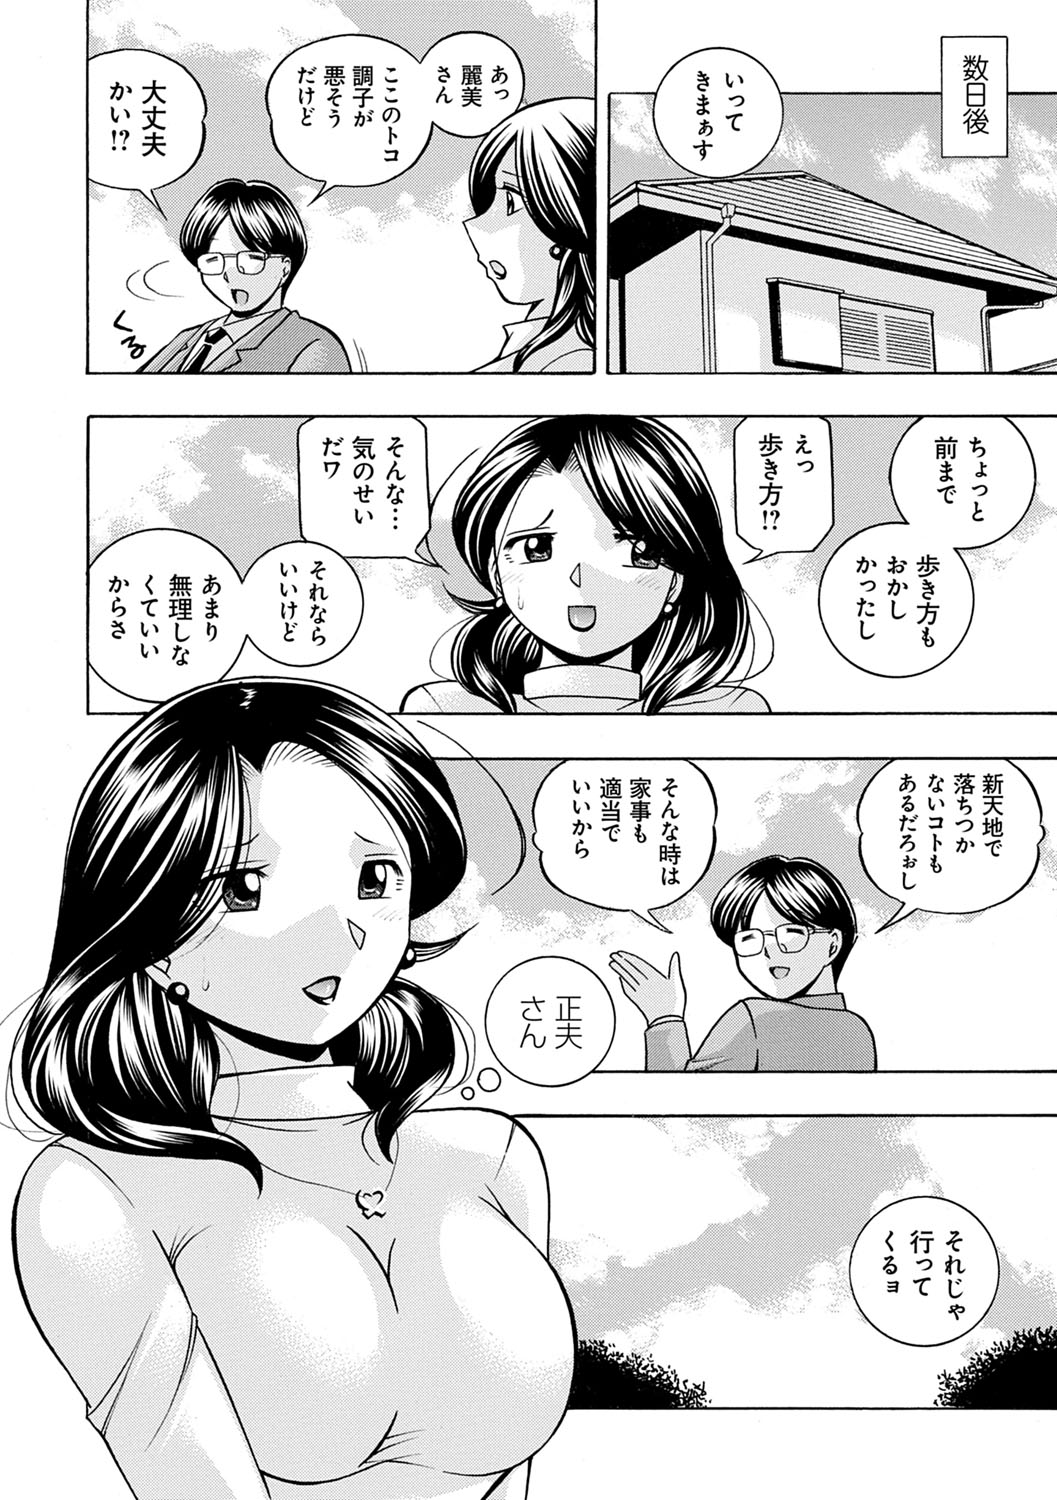 数日後
いって
きまぁす
あっ
麗美
さん
ここのトコ
調子が
悪そう
だけど
大丈夫
かい!?
くる
ちょっと
前まで
歩き方も
おかし
かったし
えっ
歩き方!?
そんな…
気のせい
だワ
それなら
いいけど
あまり
無理しな
くていい
からさ
新天地で
落ちつか
ないコトも
あるだろぉし
そんな時は
家事も
適当で
いいから
正夫
さん
それじゃ
行って
くるヨ